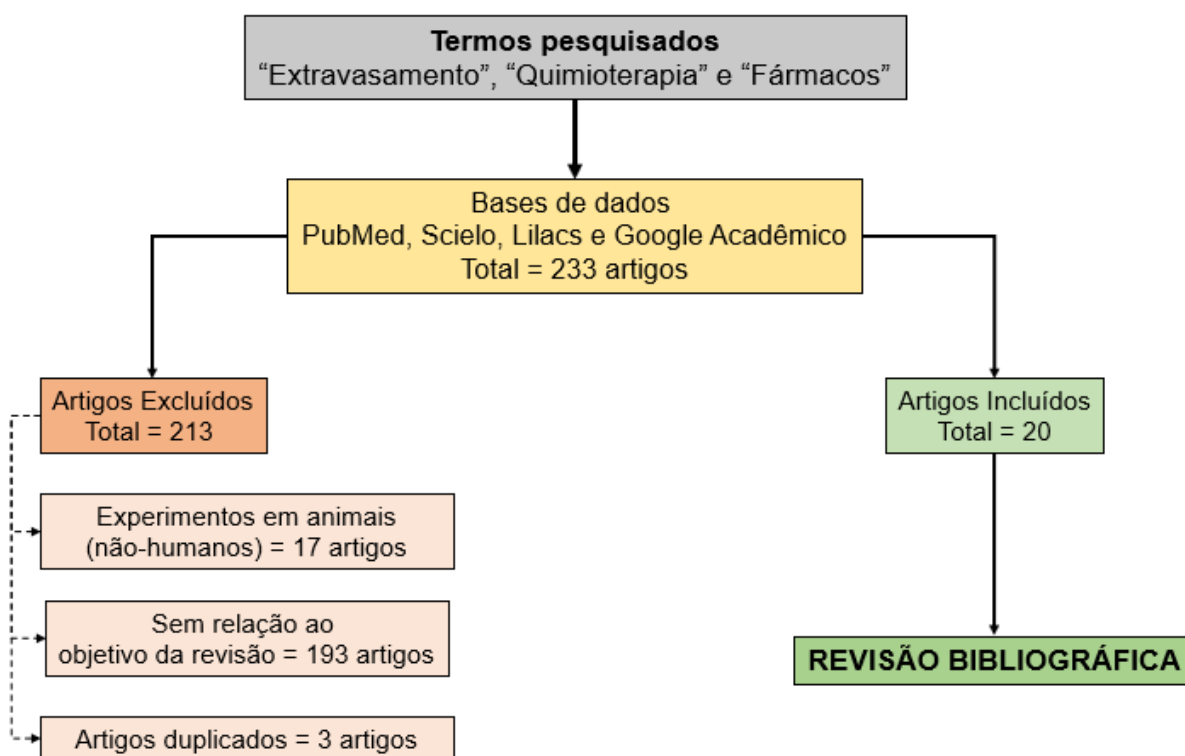 Termos pesquisados
“Extravasamento”, “Quimioterapia” e “Fármacos”
Bases de dados
PubMed, Scielo, Lilacs e Google Acadêmico
Total = 233 artigos
Artigos Excluídos
Total = 213
Artigos Incluídos
Total = 20
Experimentos em animais
(não-humanos) = 17 artigos
Sem relação ao
objetivo da revisão = 193 artigos
REVISÃO BIBLIOGRÁFICA
Artigos duplicados = 3 artigos